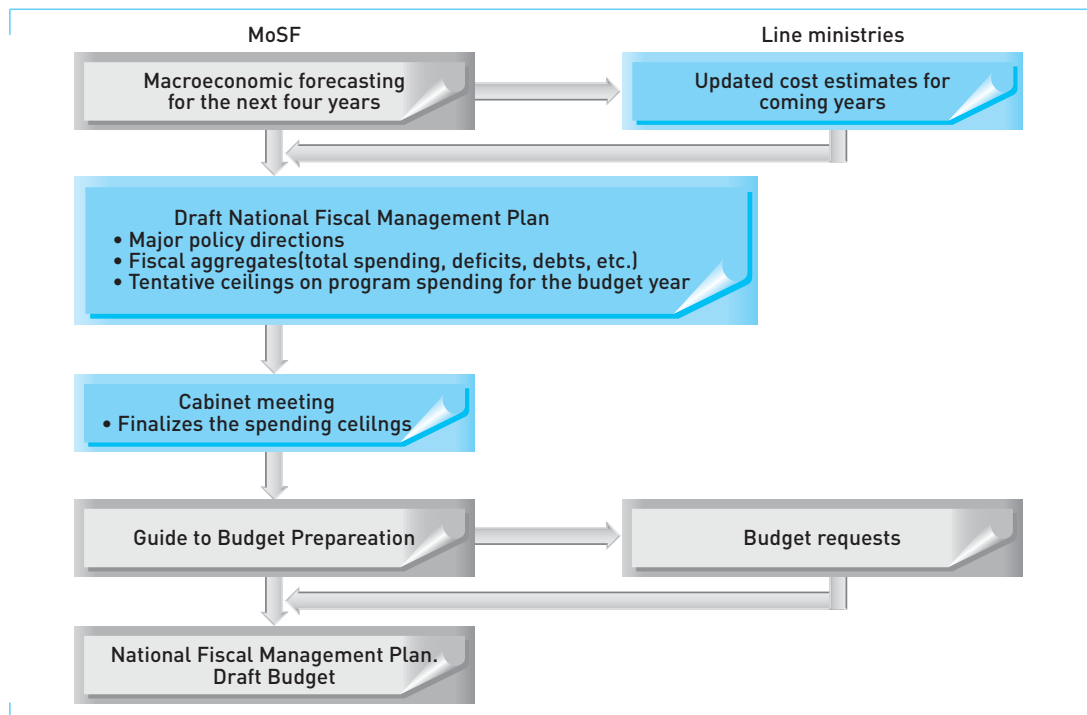 MoSF
Line ministries
Macroeconomic forecasting
for the next four years
Updated cost estimates for
coming years
Draft National Fiscal Management Plan
• Major policy directions
• Fiscal aggregates(total spending, deficits, debts, etc.)
• Tentative ceilings on program spending for the budget year
Cabinet meeting
• Finalizes the spending celilngs
Guide to Budget Prepareation
Budget requests
National Fiscal Management Plan.
Draft Budget